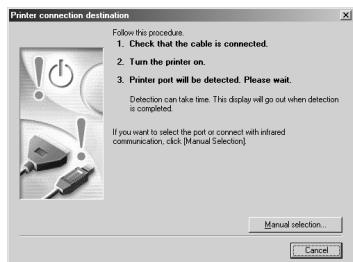 Printer connection destination
Follow this procedure.
1. Check that the cable is connected.
2. Turn the printer on.
3. Printer port will be detected. Please wait.
Detection can take time. This display will go out when detection
is completed.
If you want to select the port or connect with infrared
communication, click [Manual Selection].
Manual selection...
Cancel